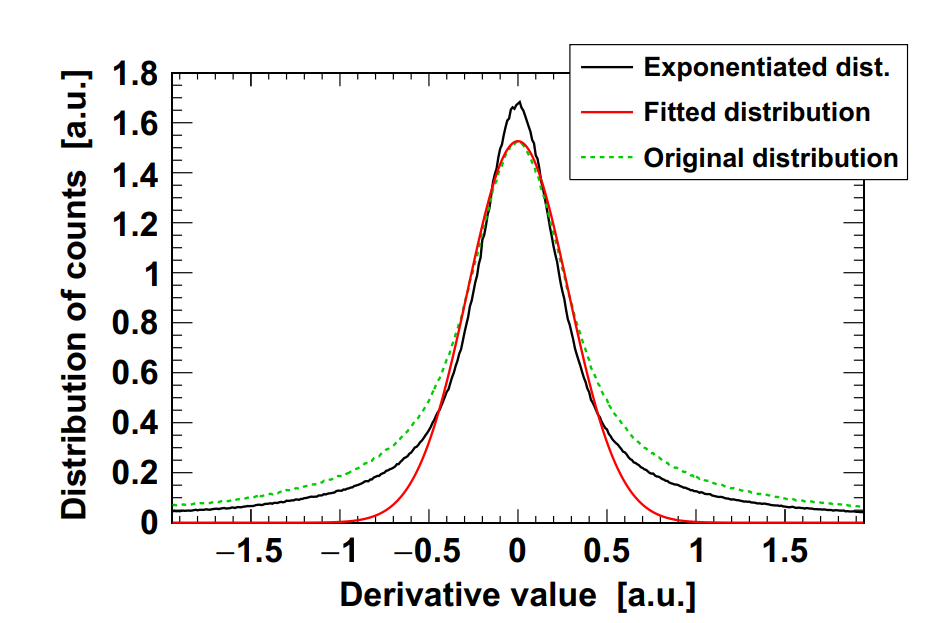 Exponentiated dist.
Fitted distribution
Original distribution
Distribution of counts [a.u.]
1.8
1.6
1.4
1.2
1
0.8
0.6
0.4
0.2
0
−1.5 −1 −0.5 0 0.5 1 1.5
Derivative value [a.u.]